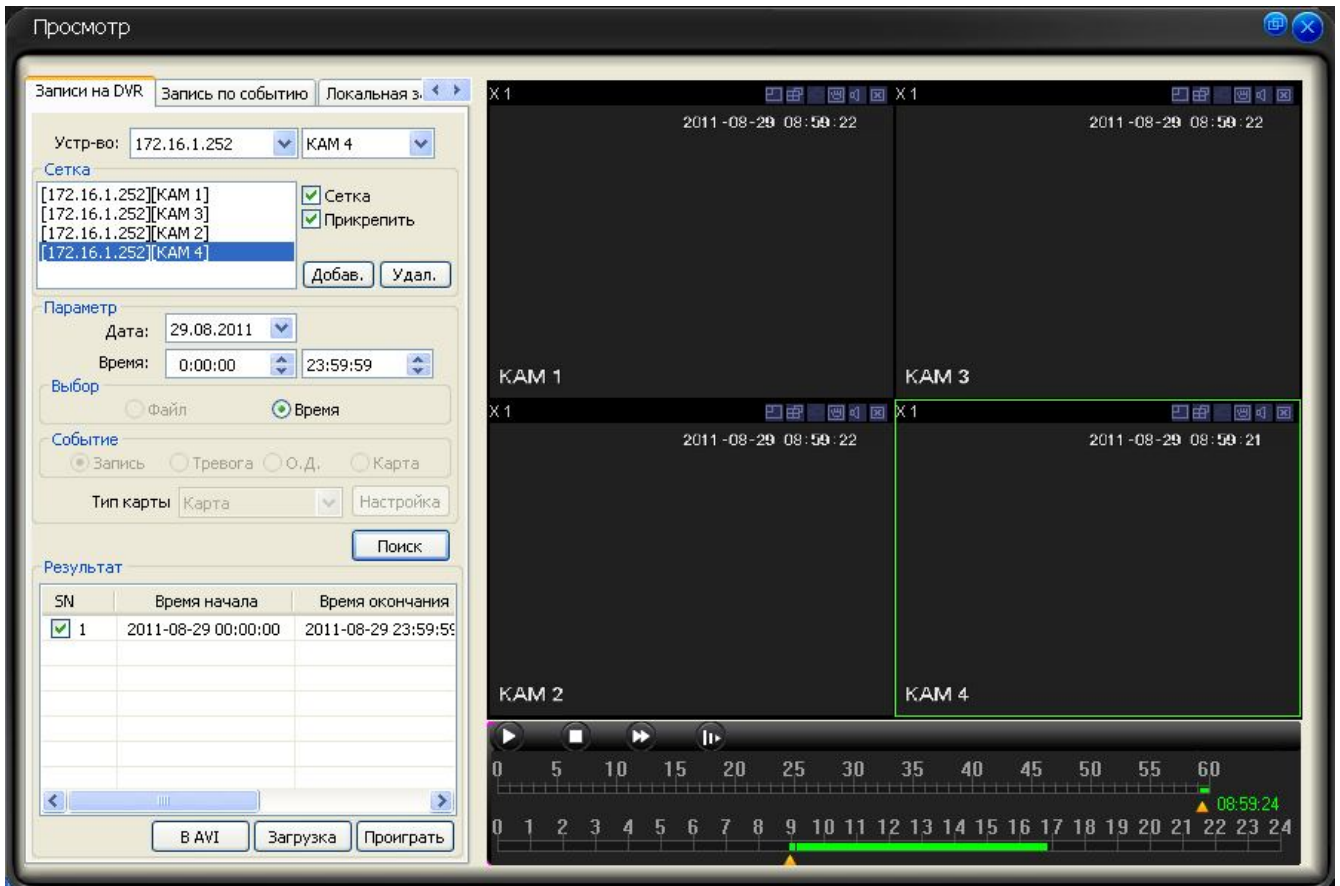 Просмотр
Записи на DVR Запись по событию Локальная з.
Устр-во: 172.16.1.252 КАМ 4
Сетка
[172.16.1.252][КАМ 1]
[172.16.1.252][КАМ 3]
[172.16.1.252][КАМ 2]
[172.16.1.252][КАМ 4]
Сетка
Прикрепить
Добав. Удал.
Параметр
Дата: 29.08.2011
Время: 0:00:00 23:59:59
Выбор
Файл Время
Событие
Запись Тревога О.Д. Карта
Тип карты Карта Настройка
Поиск
Результат
SN Время начала Время окончания
1 2011-08-29 00:00:00 2011-08-29 23:59:59
В AVI Загрузка Проиграть
X 1
2011-08-29 08:59:22
КАМ 1
X 1
2011-08-29 08:59:22
КАМ 3
X 1
2011-08-29 08:59:22
КАМ 2
X 1
2011-08-29 08:59:21
КАМ 4
0 5 10 15 20 25 30 35 40 45 50 55 60
08:59:24
0 1 2 3 4 5 6 7 8 9 10 11 12 13 14 15 16 17 18 19 20 21 22 23 24